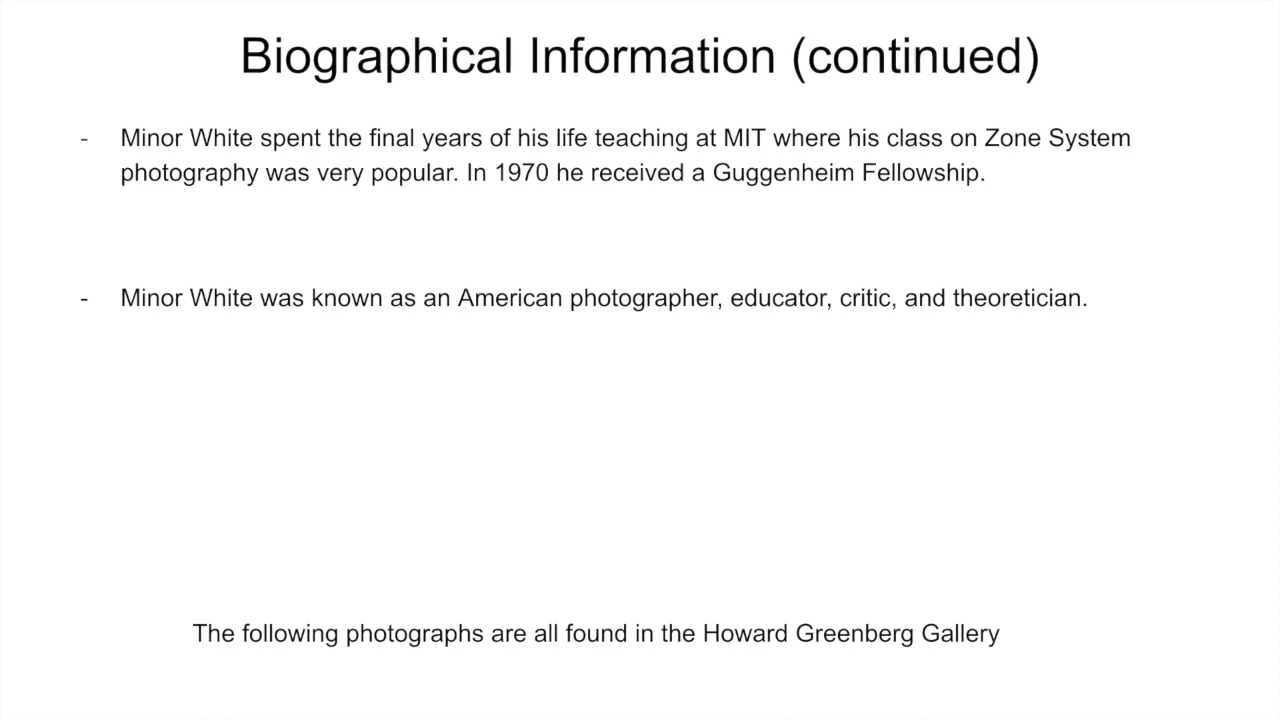 Biographical Information (continued)
- Minor White spent the final years of his life teaching at MIT where his class on Zone System
photography was very popular. In 1970 he received a Guggenheim Fellowship.
- Minor White was known as an American photographer, educator, critic, and theoretician.
The following photographs are all found in the Howard Greenberg Gallery